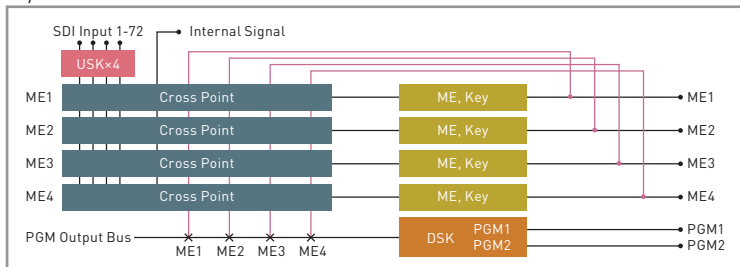 SDI Input 1-72
Internal Signal
USK×4
ME1 Cross Point ME, Key ME1
ME2 Cross Point ME, Key ME2
ME3 Cross Point ME, Key ME3
ME4 Cross Point ME, Key ME4
PGM Output Bus
ME1 ME2 ME3 ME4
DSK
PGM1 PGM1
PGM2 PGM2